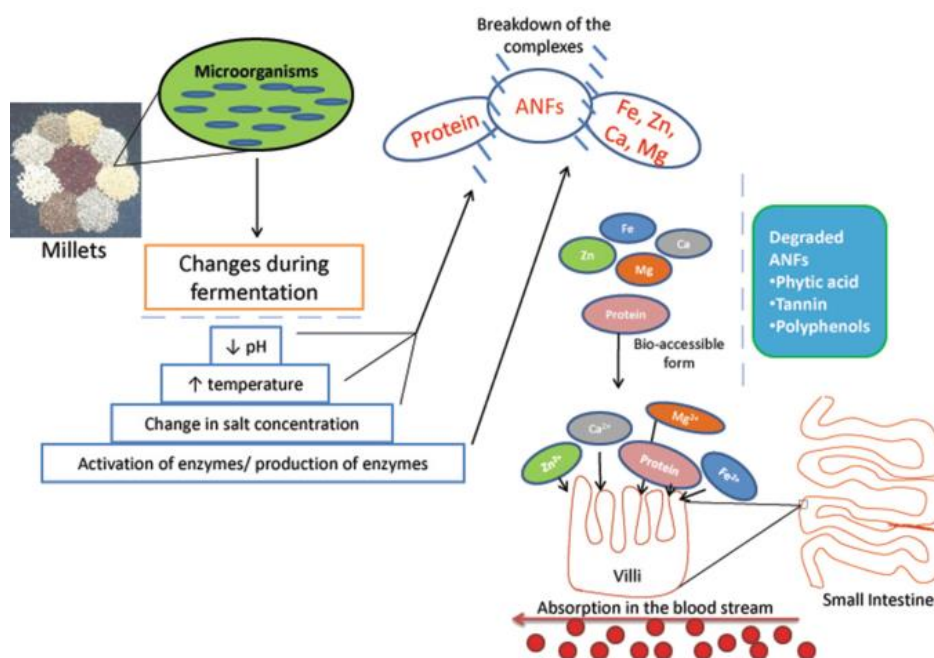 Microorganisms
Millets
Changes during
fermentation
↓ pH
↑ temperature
Change in salt concentration
Activation of enzymes/ production of enzymes
Breakdown of the
complexes
Protein
ANFs
Fe, Zn,
Ca, Mg
Fe
Ca
Zn
Mg
Protein
Bio-accessible
form
Degraded
ANFs
•Phytic acid
•Tannin
•Polyphenols
Mg²⁺
Ca²⁺
Zn²⁺
Protein
Fe²⁺
Villi
Small Intestine
Absorption in the blood stream